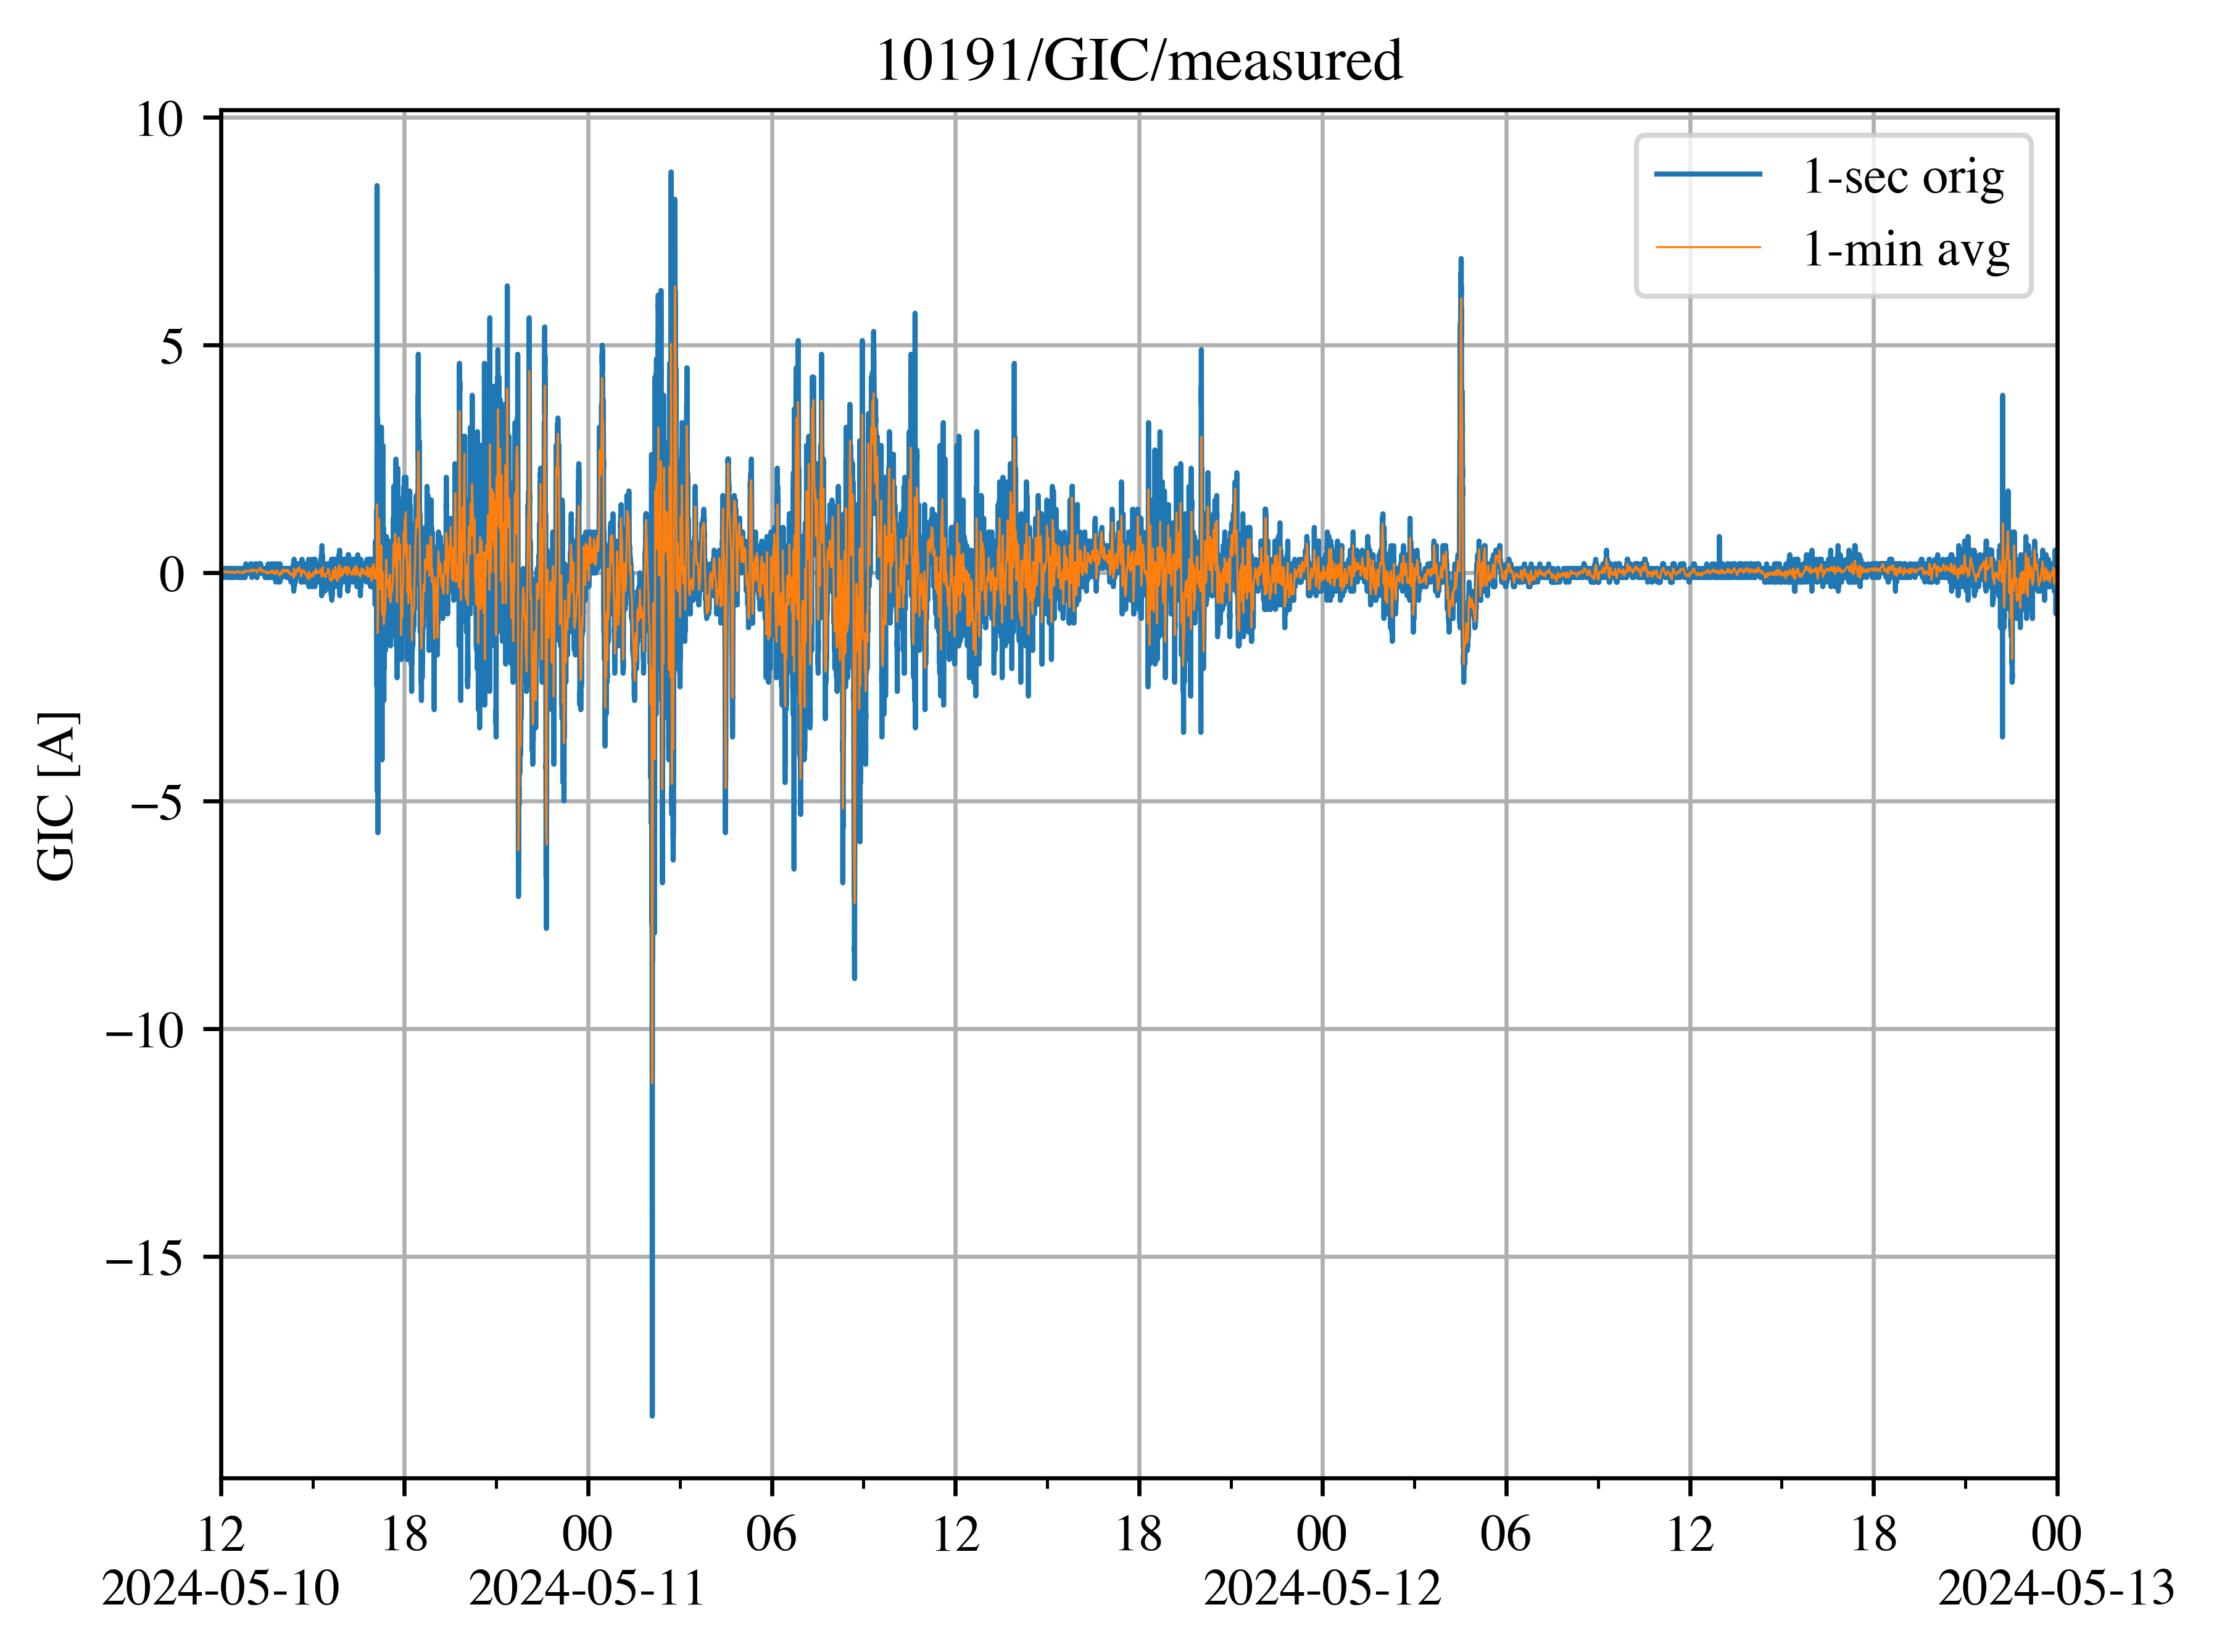 10191/GIC/measured
10
5
0
−5
−10
−15
GIC [A]
1-sec orig
1-min avg
12 18 00 06 12 18 00 06 12 18 00
2024-05-10 2024-05-11 2024-05-12 2024-05-13